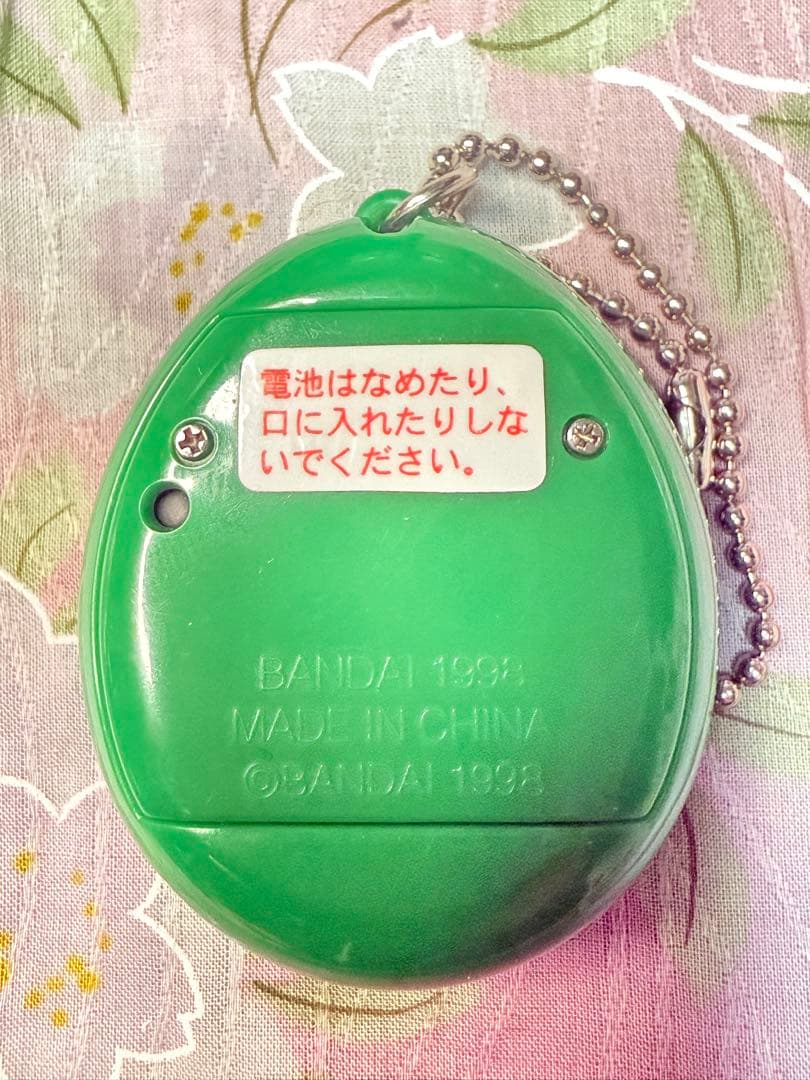 電池はなめたり、
口に入れたりしな
いでください。
BANDAI 1998
MADE IN CHINA
©BANDAI 1998